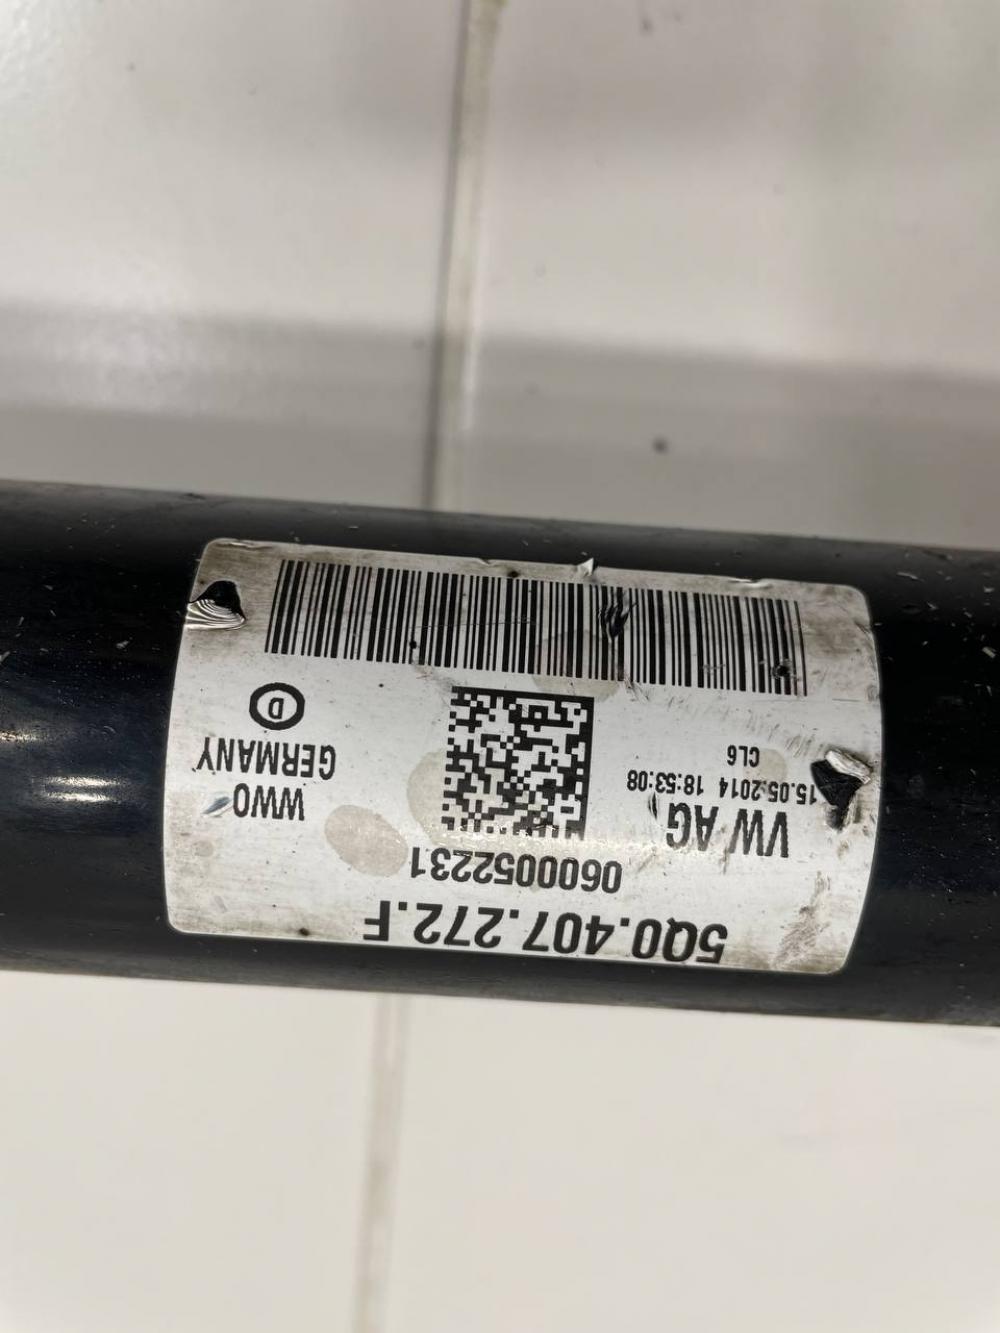 5Q0.407.272.F
0600052231
VW AG
15.05.2014 18:53:08
CL6
WWO
GERMANY
D